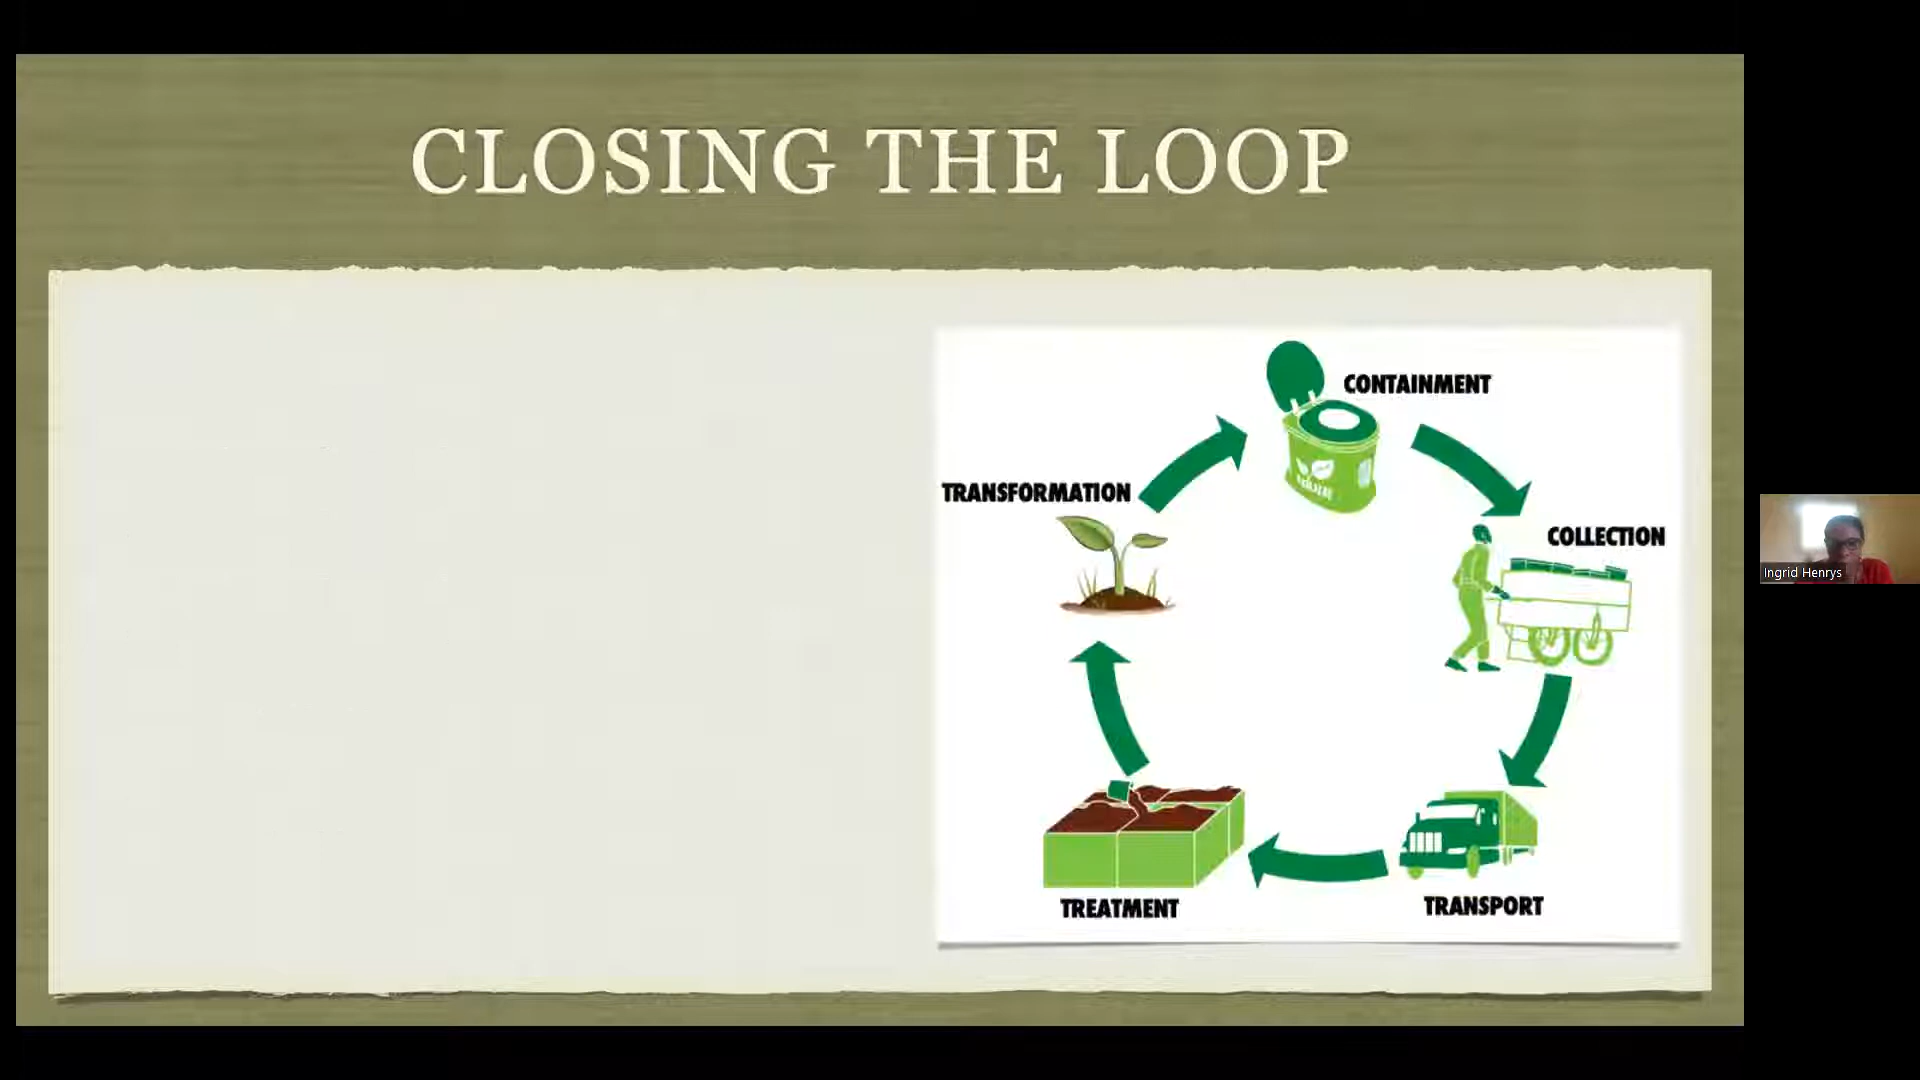 CLOSING THE LOOP
CONTAINMENT
TRANSFORMATION
COLLECTION
TREATMENT
TRANSPORT
Ingrid Henrys